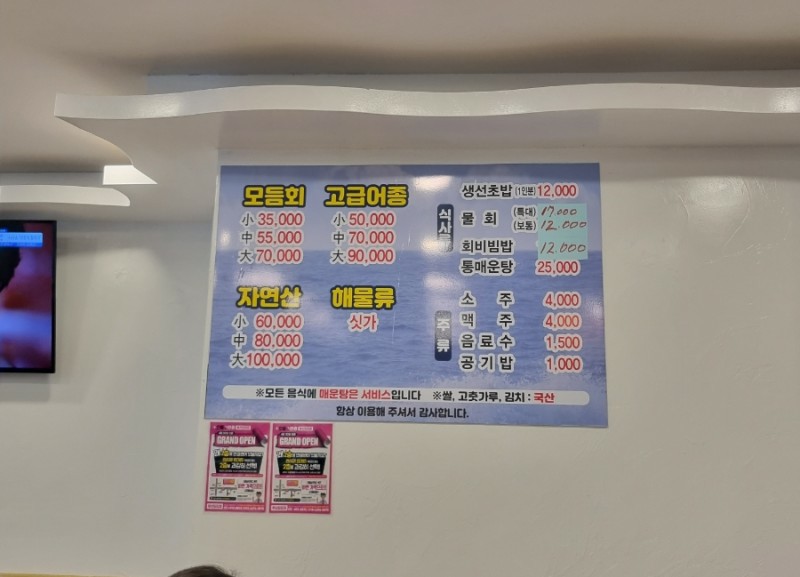 모듬회
小 35,000
中 55,000
大 70,000
고급어종
小 50,000
中 70,000
大 90,000
자연산
小 60,000
中 80,000
大 100,000
해물류
싯가
식사류
생선초밥 (1인분) 12,000
물 회 (특대) 17,000
(보통) 12,000
회비빔밥 12,000
통매운탕 25,000
주류
소 주 4,000
맥 주 4,000
음료수 1,500
공기밥 1,000
※모든 음식에 매운탕은 서비스입니다 ※쌀, 고춧가루, 김치 : 국산
항상 이용해 주셔서 감사합니다.
GRAND OPEN
GRAND OPEN